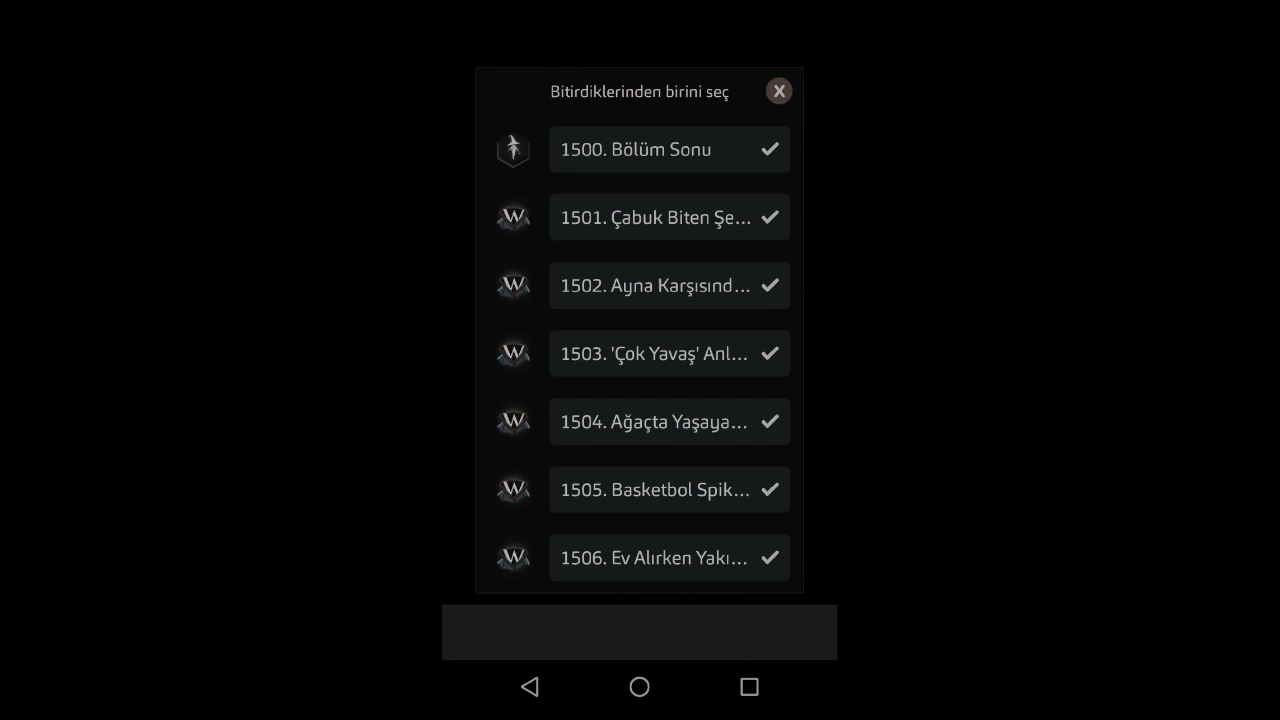 Bitirdiklerinden birini seç
X
1500. Bölüm Sonu
W
1501. Çabuk Biten Şe...
W
1502. Ayna Karşısınd...
W
1503. 'Çok Yavaş' Anl...
W
1504. Ağaçta Yaşaya...
W
1505. Basketbol Spik...
W
1506. Ev Alırken Yakı...